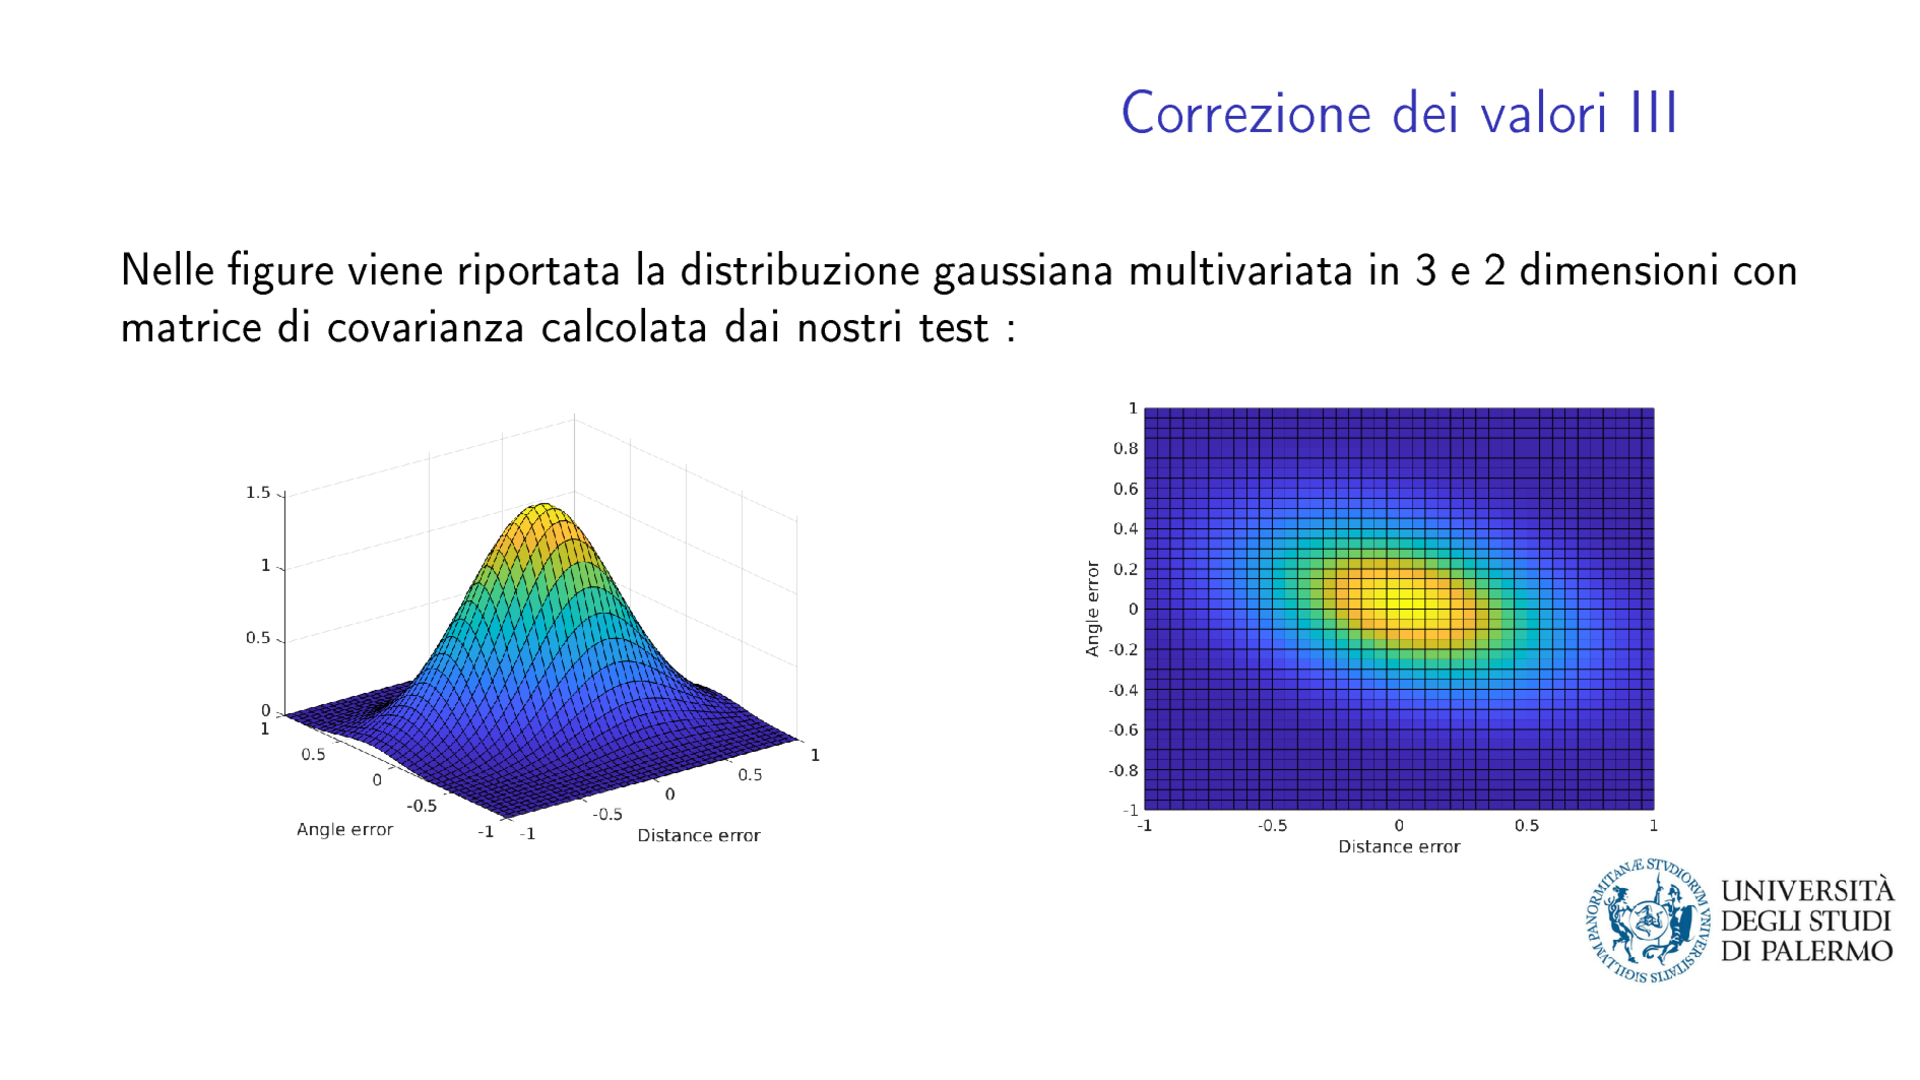 Correzione dei valori III
Nelle figure viene riportata la distribuzione gaussiana multivariata in 3 e 2 dimensioni con
matrice di covarianza calcolata dai nostri test :
1.5
1
0.5
0
1
0.5
0
-0.5
-1
-1
-0.5
0
0.5
1
Angle error
Distance error
1
0.8
0.6
0.4
0.2
0
-0.2
-0.4
-0.6
-0.8
-1
-1
-0.5
0
0.5
1
Angle error
Distance error
SIGILLVM PANORMITANÆ STVDIORVM VNIVERSITATIS
UNIVERSITÀ
DEGLI STUDI
DI PALERMO